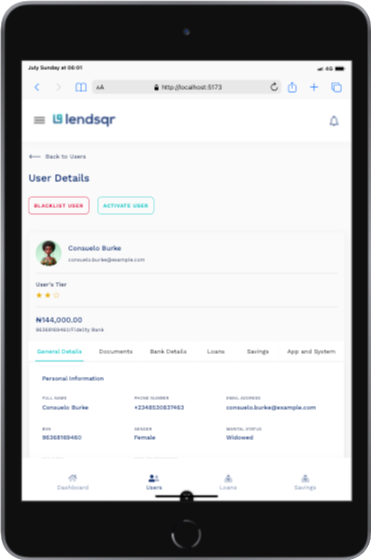 July Sunday at 06:01
4G
AA
http://localhost:5173
lendsqr
Back to Users
User Details
BLACKLIST USER
ACTIVATE USER
Consuelo Burke
consuelo.burke@example.com
User's Tier
₦144,000.00
96368169460/Fidelity Bank
General Details Documents Bank Details Loans Savings App and System
Personal Information
FULL NAME PHONE NUMBER EMAIL ADDRESS
Consuelo Burke +2348530837463 consuelo.burke@example.com
BVN GENDER MARITAL STATUS
96368169460 Female Widowed
Dashboard Users Loans Savings